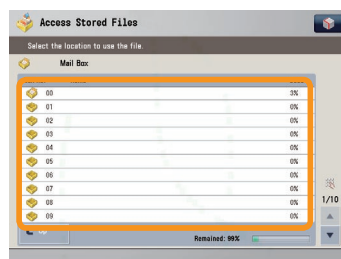 Access Stored Files
Select the location to use the file.
Mail Box
00 3%
01 0%
02 0%
03 0%
04 0%
05 0%
06 0%
07 0%
08 0%
09 0%
1/10
Remained: 99%